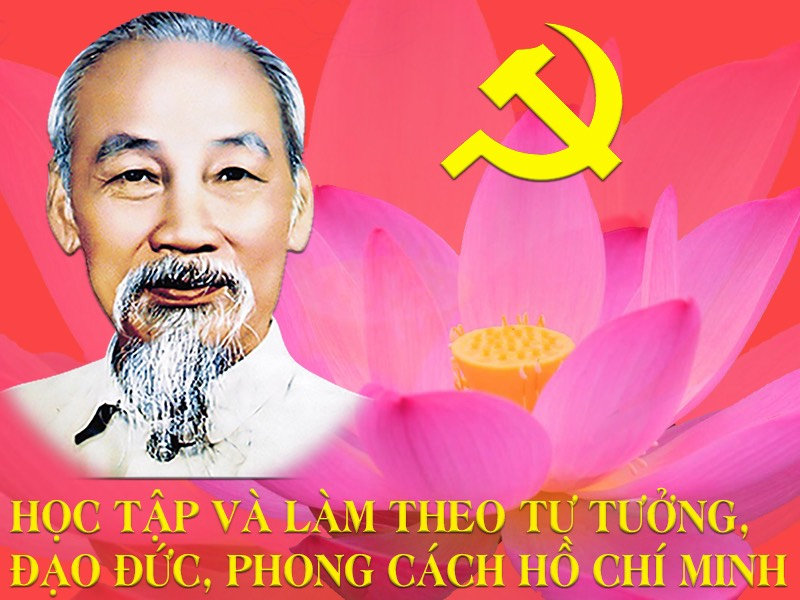 HỌC TẬP VÀ LÀM THEO TƯ TƯỞNG,
ĐẠO ĐỨC, PHONG CÁCH HỒ CHÍ MINH